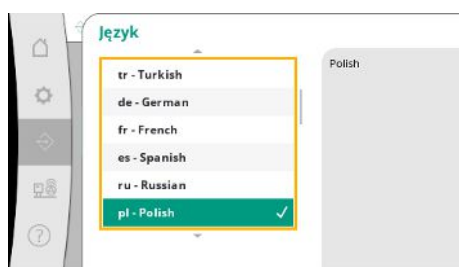 Język
tr - Turkish
Polish
de - German
fr - French
es - Spanish
ru - Russian
pl - Polish
?